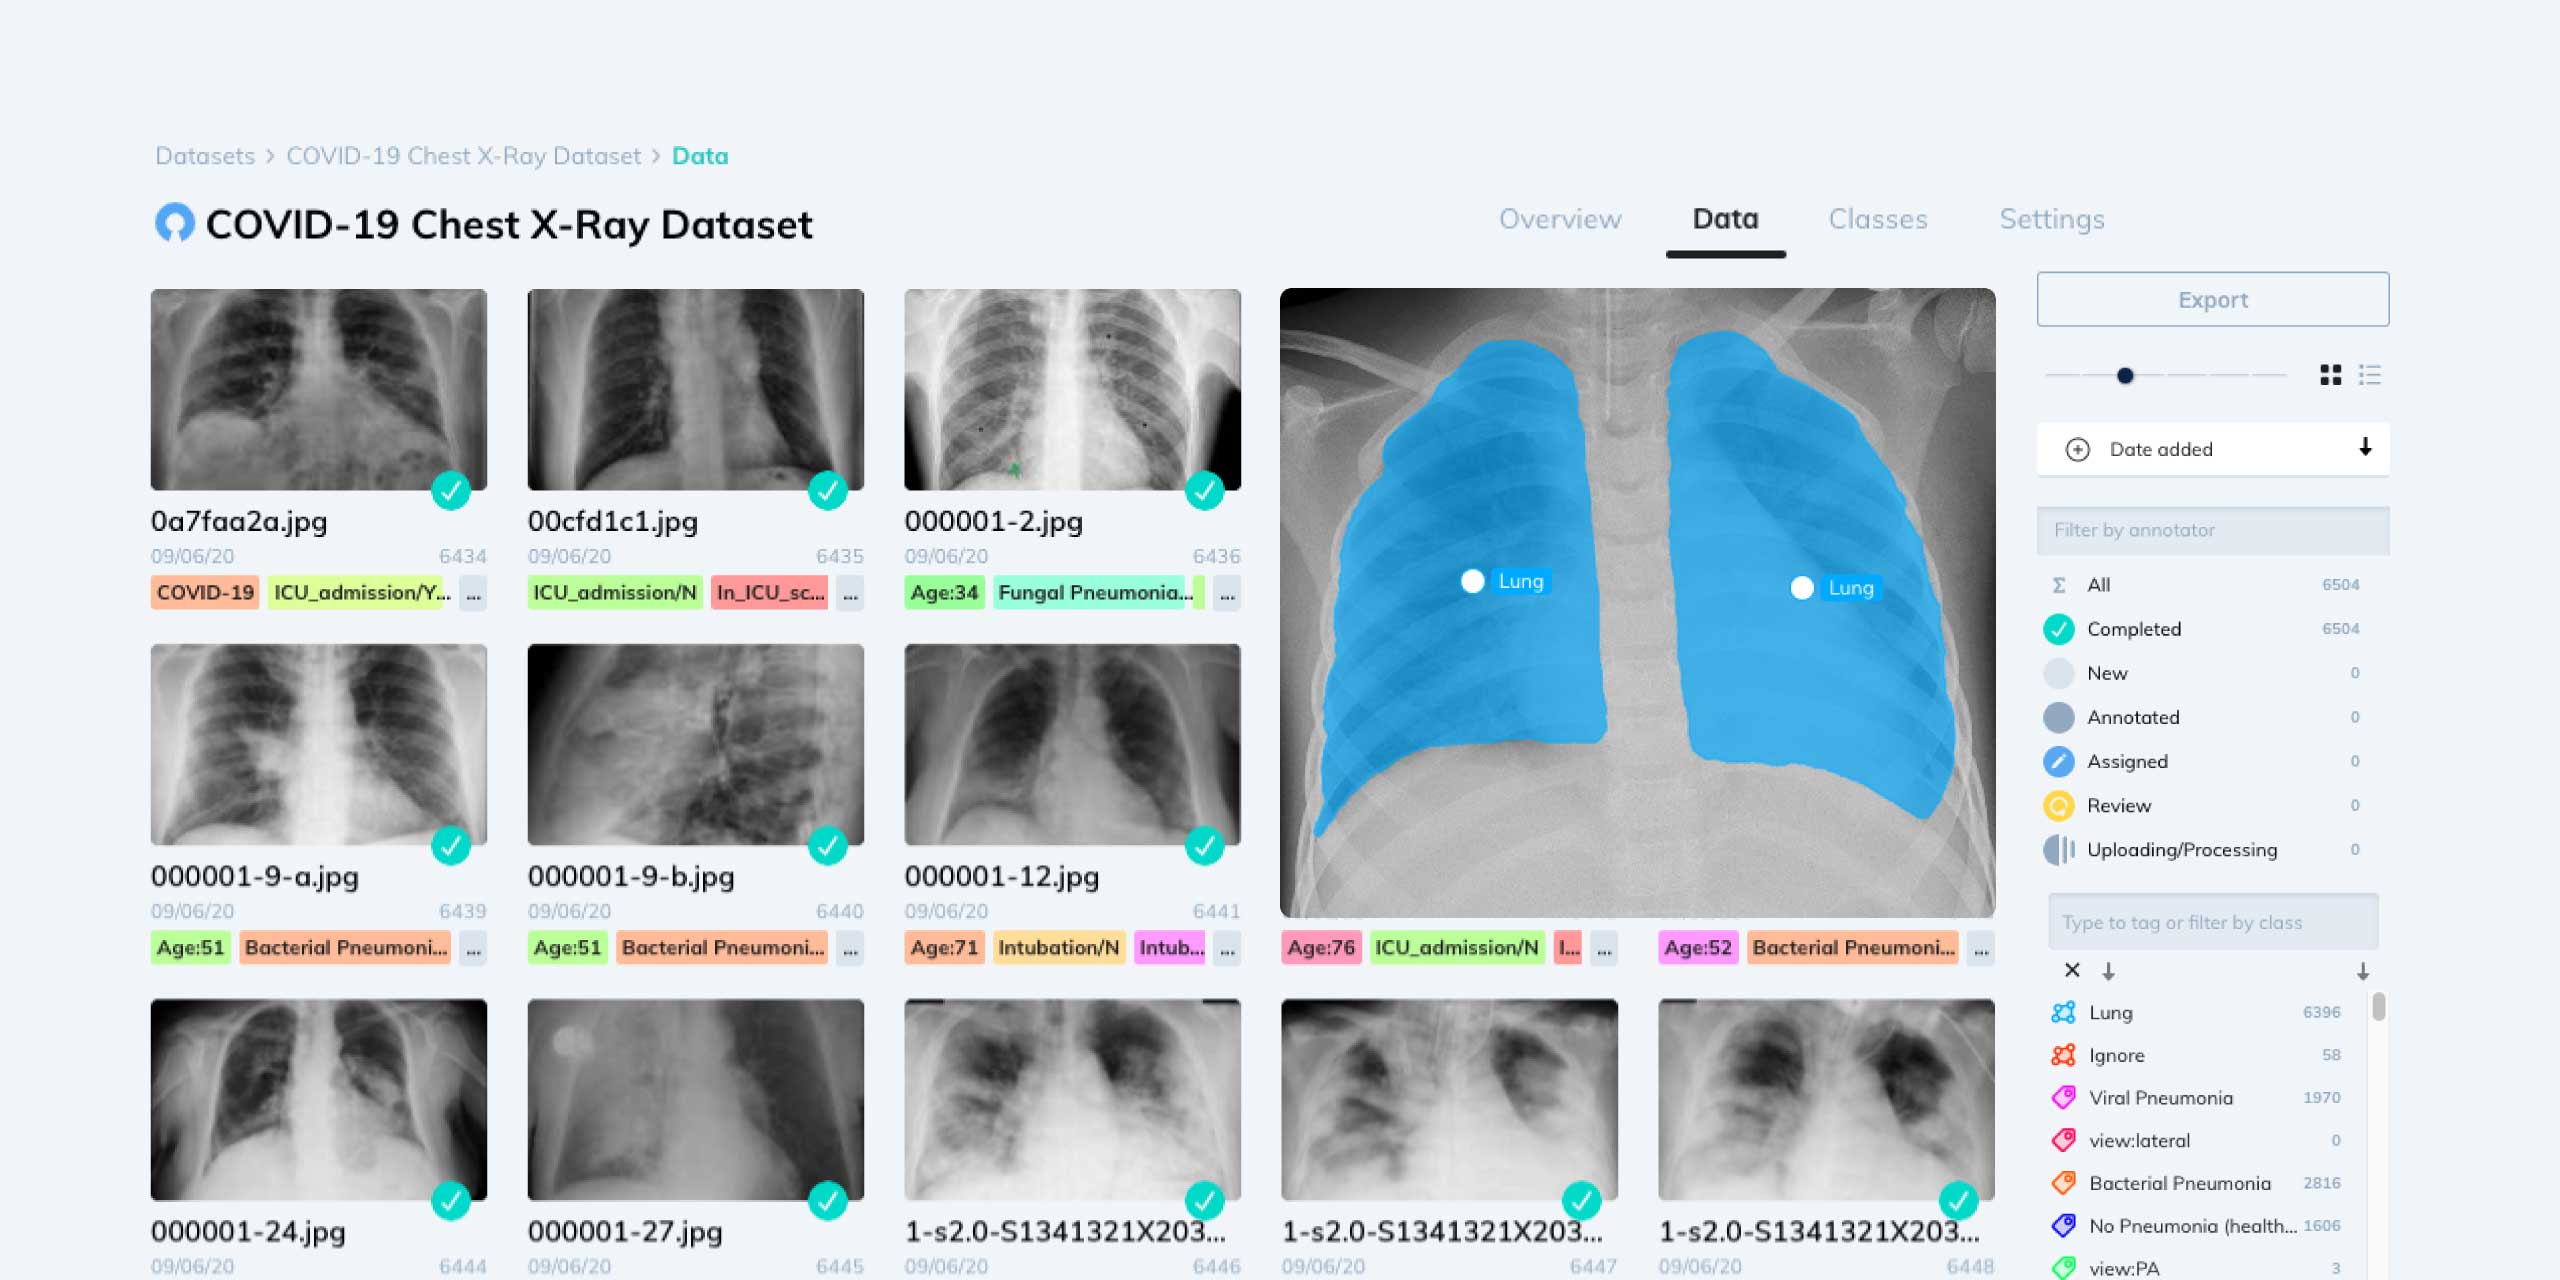 Datasets > COVID-19 Chest X-Ray Dataset > Data
COVID-19 Chest X-Ray Dataset
Overview Data Classes Settings
0a7faa2a.jpg
09/06/20 6434
COVID-19 ICU_admission/Y... ...
00cfd1c1.jpg
09/06/20 6435
ICU_admission/N In_ICU_sc... ...
000001-2.jpg
09/06/20 6436
Age:34 Fungal Pneumonia... ...
Lung
Lung
000001-9-a.jpg
09/06/20 6439
Age:51 Bacterial Pneumoni... ...
000001-9-b.jpg
09/06/20 6440
Age:51 Bacterial Pneumoni... ...
000001-12.jpg
09/06/20 6441
Age:71 Intubation/N Intub... ...
Age:76 ICU_admission/N I... ...
Age:52 Bacterial Pneumoni... ...
000001-24.jpg
09/06/20 6444
000001-27.jpg
09/06/20 6445
1-s2.0-S1341321X203...
09/06/20 6446
1-s2.0-S1341321X203...
09/06/20 6447
1-s2.0-S1341321X203...
09/06/20 6448
Export
Date added
Filter by annotator
Σ All 6504
Completed 6504
New 0
Annotated 0
Assigned 0
Review 0
Uploading/Processing 0
Type to tag or filter by class
Lung 6396
Ignore 58
Viral Pneumonia 1970
view:lateral 0
Bacterial Pneumonia 2816
No Pneumonia (health... 1606
view:PA 3